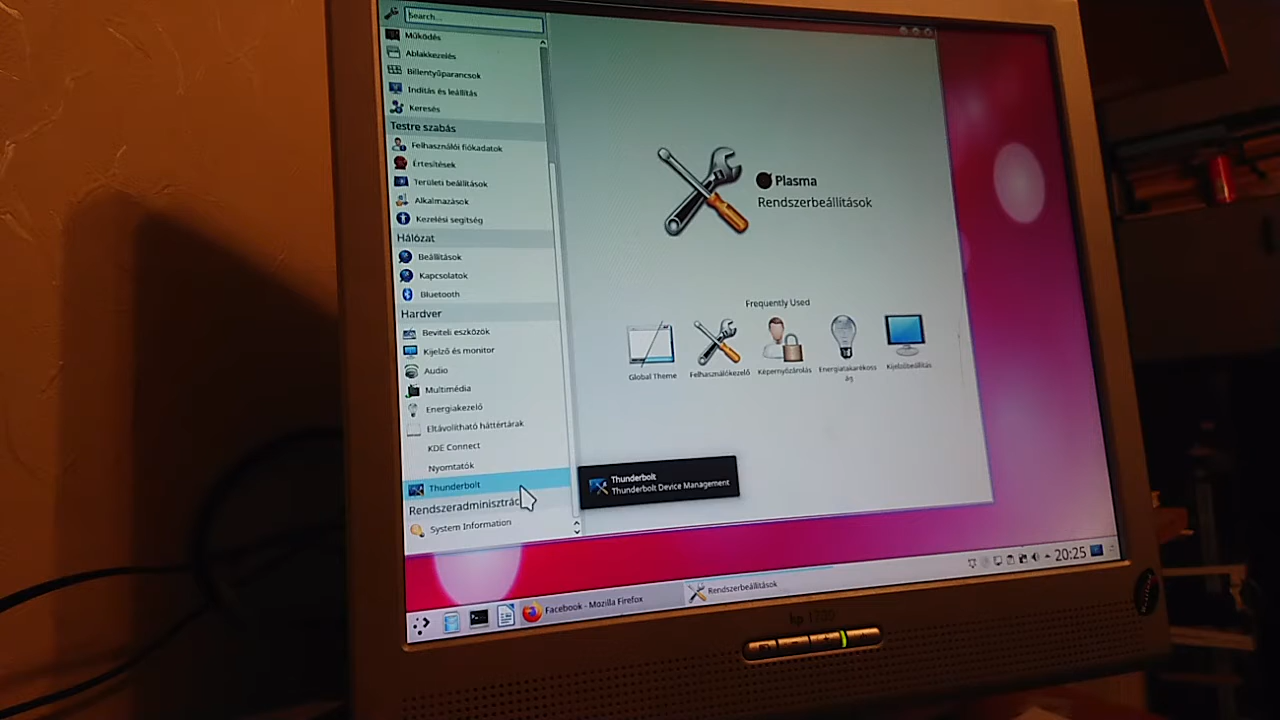 Search...
Működés
Ablakkezelés
Billentyűparancsok
Indítás és leállítás
Keresés
Testre szabás
Felhasználói fiókadatok
Értesítések
Területi beállítások
Alkalmazások
Kezelési segítség
Hálózat
Beállítások
Kapcsolatok
Bluetooth
Hardver
Beviteli eszközök
Kijelző és monitor
Audio
Multimédia
Energiakezelő
Eltávolítható háttértárak
KDE Connect
Nyomtatók
Thunderbolt
Rendszeradminisztrác
System Information
Plasma
Rendszerbeállítások
Frequently Used
Global Theme
Felhasználókezelő
Képernyőzárolás
Energiatakarékoss
ág
Kijelzőbeállítás
Thunderbolt
Thunderbolt Device Management
Facebook - Mozilla Firefox
Rendszerbeállítások
20:25